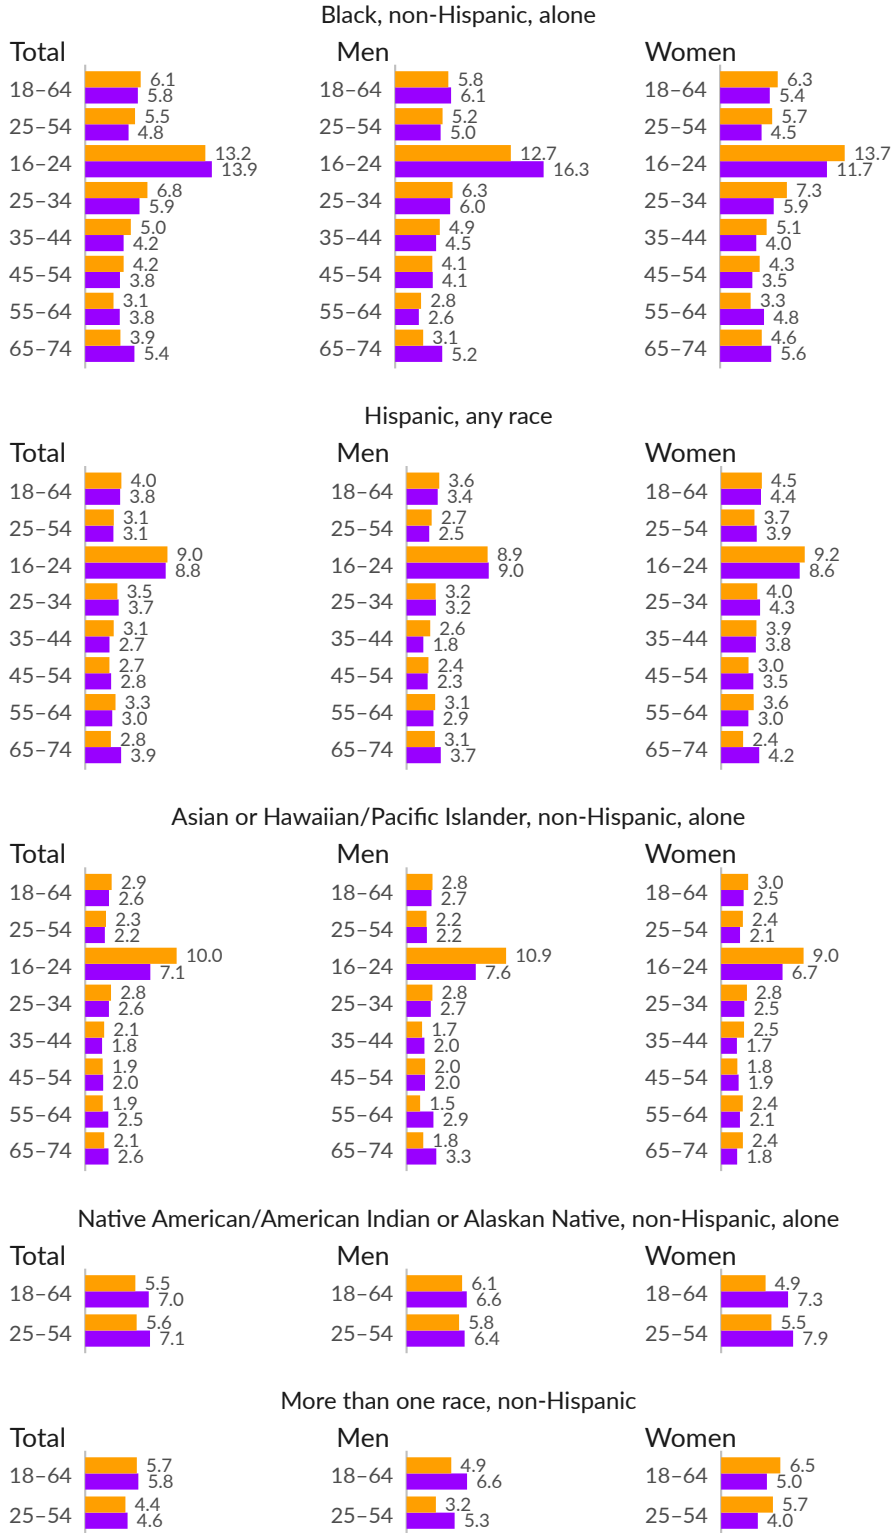 Black, non-Hispanic, alone
Total Men Women
18–64 6.1 5.8 18–64 5.8 6.1 18–64 6.3 5.4
25–54 5.5 4.8 25–54 5.2 5.0 25–54 5.7 4.5
16–24 13.2 13.9 16–24 12.7 16.3 16–24 13.7 11.7
25–34 6.8 5.9 25–34 6.3 6.0 25–34 7.3 5.9
35–44 5.0 4.2 35–44 4.9 4.5 35–44 5.1 4.0
45–54 4.2 3.8 45–54 4.1 4.1 45–54 4.3 3.5
55–64 3.1 3.8 55–64 2.8 2.6 55–64 3.3 4.8
65–74 3.9 5.4 65–74 3.1 5.2 65–74 4.6 5.6
Hispanic, any race
Total Men Women
18–64 4.0 3.8 18–64 3.6 3.4 18–64 4.5 4.4
25–54 3.1 3.1 25–54 2.7 2.5 25–54 3.7 3.9
16–24 9.0 8.8 16–24 8.9 9.0 16–24 9.2 8.6
25–34 3.5 3.7 25–34 3.2 3.2 25–34 4.0 4.3
35–44 3.1 2.7 35–44 2.6 1.8 35–44 3.9 3.8
45–54 2.7 2.8 45–54 2.4 2.3 45–54 3.0 3.5
55–64 3.3 3.0 55–64 3.1 2.9 55–64 3.6 3.0
65–74 2.8 3.9 65–74 3.1 3.7 65–74 2.4 4.2
Asian or Hawaiian/Pacific Islander, non-Hispanic, alone
Total Men Women
18–64 2.9 2.6 18–64 2.8 2.7 18–64 3.0 2.5
25–54 2.3 2.2 25–54 2.2 2.2 25–54 2.4 2.1
16–24 10.0 7.1 16–24 10.9 7.6 16–24 9.0 6.7
25–34 2.8 2.6 25–34 2.8 2.7 25–34 2.8 2.5
35–44 2.1 1.8 35–44 1.7 2.0 35–44 2.5 1.7
45–54 1.9 2.0 45–54 2.0 2.0 45–54 1.8 1.9
55–64 1.9 2.5 55–64 1.5 2.9 55–64 2.4 2.1
65–74 2.1 2.6 65–74 1.8 3.3 65–74 2.4 1.8
Native American/American Indian or Alaskan Native, non-Hispanic, alone
Total Men Women
18–64 5.5 7.0 18–64 6.1 6.6 18–64 4.9 7.3
25–54 5.6 7.1 25–54 5.8 6.4 25–54 5.5 7.9
More than one race, non-Hispanic
Total Men Women
18–64 5.7 5.8 18–64 4.9 6.6 18–64 6.5 5.0
25–54 4.4 4.6 25–54 3.2 5.3 25–54 5.7 4.0